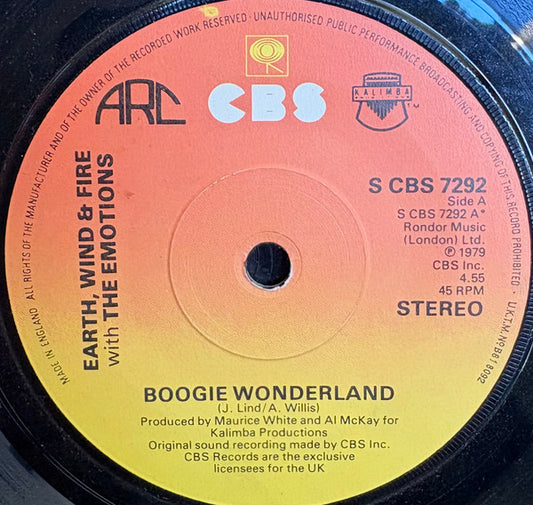 ALL RIGHTS OF THE MANUFACTURER AND OF THE OWNER OF THE RECORDED WORK RESERVED · UNAUTHORISED PUBLIC PERFORMANCE BROADCASTING AND COPYING OF THIS RECORD PROHIBITED · U.K.T.M. Nº B618092
MADE IN ENGLAND
ARC
CBS
KALIMBA
TM
EARTH, WIND & FIRE
with THE EMOTIONS
S CBS 7292
Side A
S CBS 7292 A*
Rondor Music
(London) Ltd.
℗ 1979
CBS Inc.
4.55
45 RPM
STEREO
BOOGIE WONDERLAND
(J. Lind/A. Willis)
Produced by Maurice White and Al McKay for
Kalimba Productions
Original sound recording made by CBS Inc.
CBS Records are the exclusive
licensees for the UK